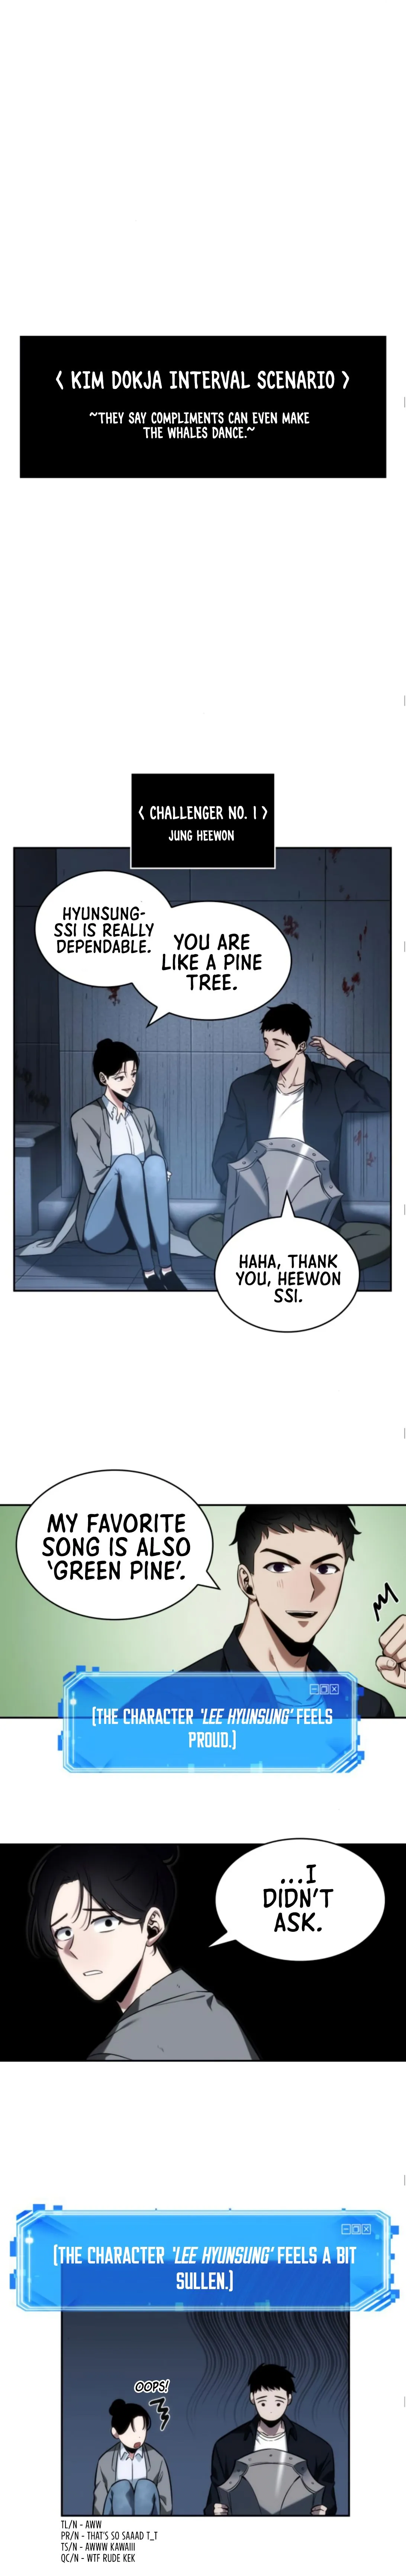 < KIM DOKJA INTERVAL SCENARIO >
~THEY SAY COMPLIMENTS CAN EVEN MAKE
THE WHALES DANCE.~
< CHALLENGER NO. 1 >
JUNG HEEWON
HYUNSUNG-
SSI IS REALLY
DEPENDABLE.
YOU ARE
LIKE A PINE
TREE.
HAHA, THANK
YOU, HEEWON
SSI.
MY FAVORITE
SONG IS ALSO
'GREEN PINE'.
[THE CHARACTER 'LEE HYUNSUNG' FEELS
PROUD.]
...I
DIDN'T
ASK.
[THE CHARACTER 'LEE HYUNSUNG' FEELS A BIT
SULLEN.]
OOPS!
TL/N - AWW
PR/N - THAT'S SO SAAAD T_T
TS/N - AWWW KAWAIII
QC/N - WTF RUDE KEK